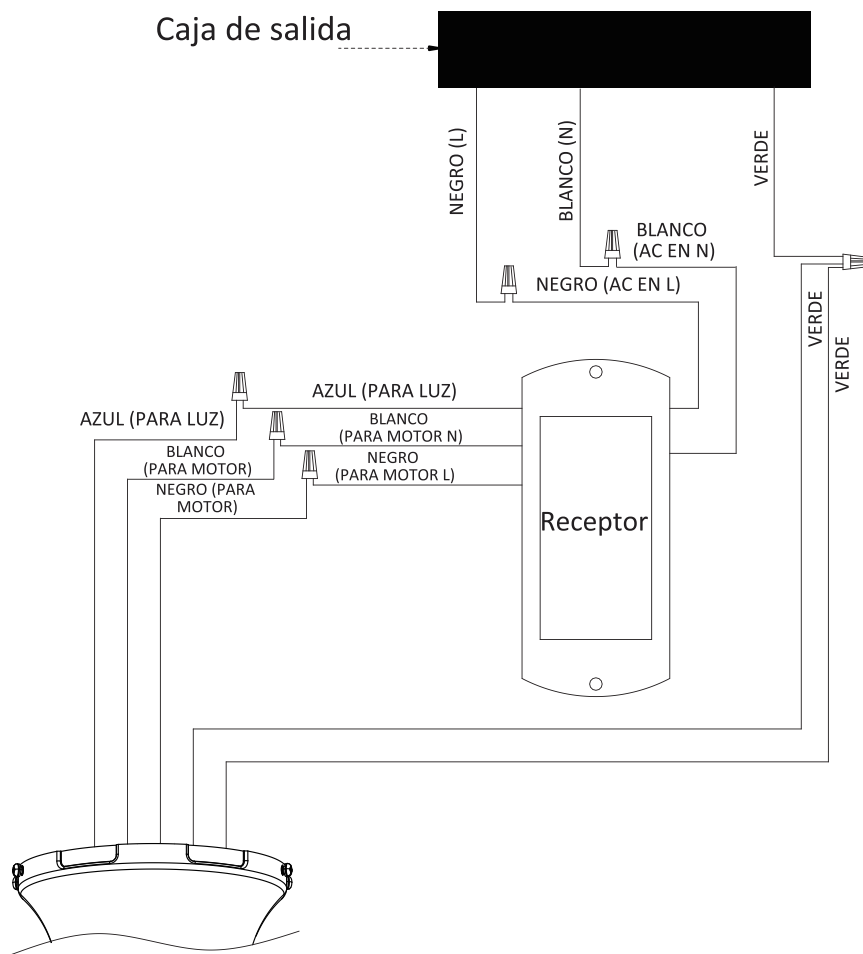 Caja de salida
NEGRO (L)
BLANCO (N)
VERDE
BLANCO
(AC EN N)
NEGRO (AC EN L)
VERDE
VERDE
AZUL (PARA LUZ)
AZUL (PARA LUZ)
BLANCO
(PARA MOTOR N)
BLANCO
(PARA MOTOR)
NEGRO
(PARA MOTOR L)
NEGRO (PARA
MOTOR)
Receptor